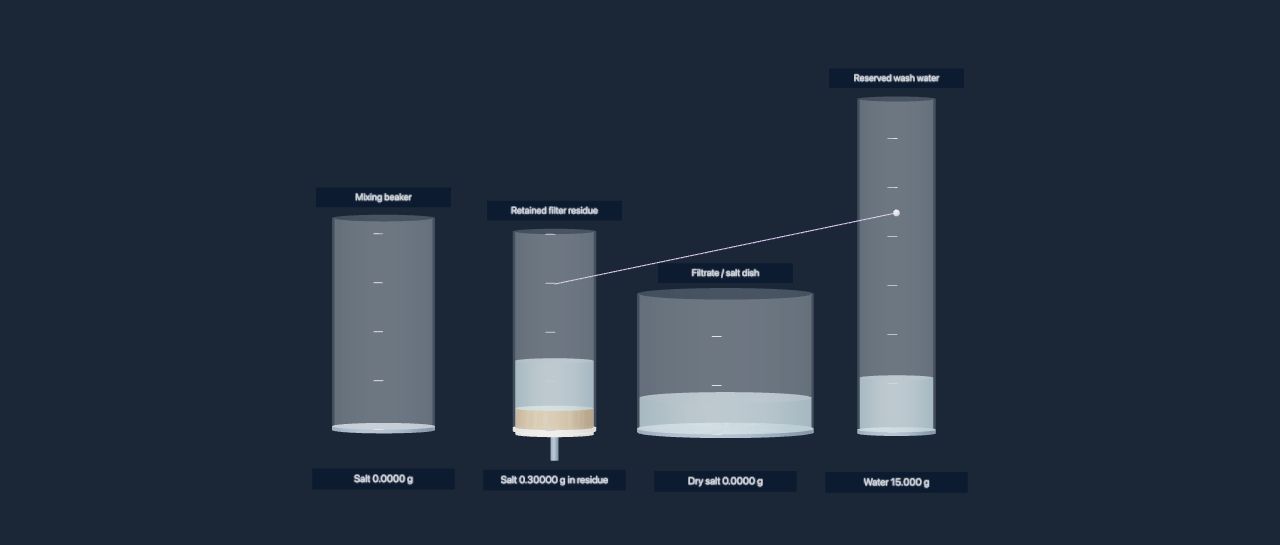 Reserved wash water
Mixing beaker
Retained filter residue
Filtrate / salt dish
Salt 0.0000 g
Salt 0.30000 g in residue
Dry salt 0.0000 g
Water 15.000 g